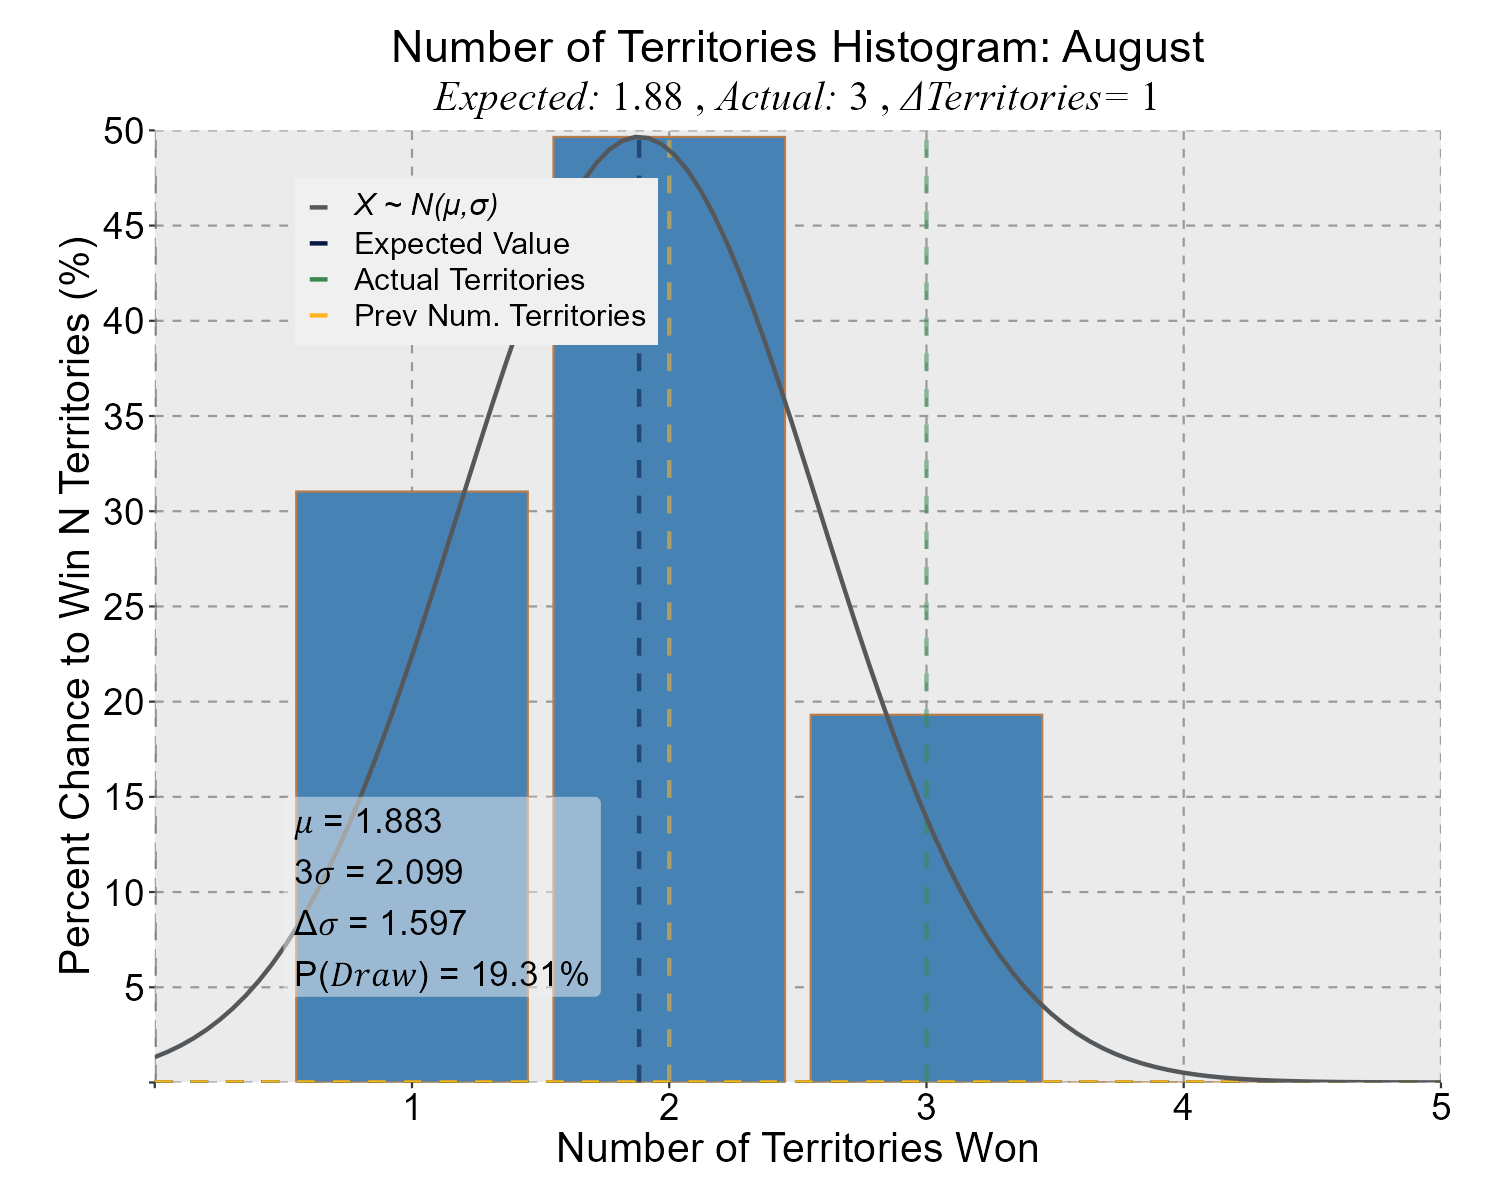 Number of Territories Histogram: August
Expected: 1.88 , Actual: 3 , ΔTerritories= 1
Percent Chance to Win N Territories (%)
50
45
40
35
30
25
20
15
10
5
X ~ N(μ,σ)
Expected Value
Actual Territories
Prev Num. Territories
μ = 1.883
3σ = 2.099
Δσ = 1.597
P(Draw) = 19.31%
1 2 3 4 5
Number of Territories Won